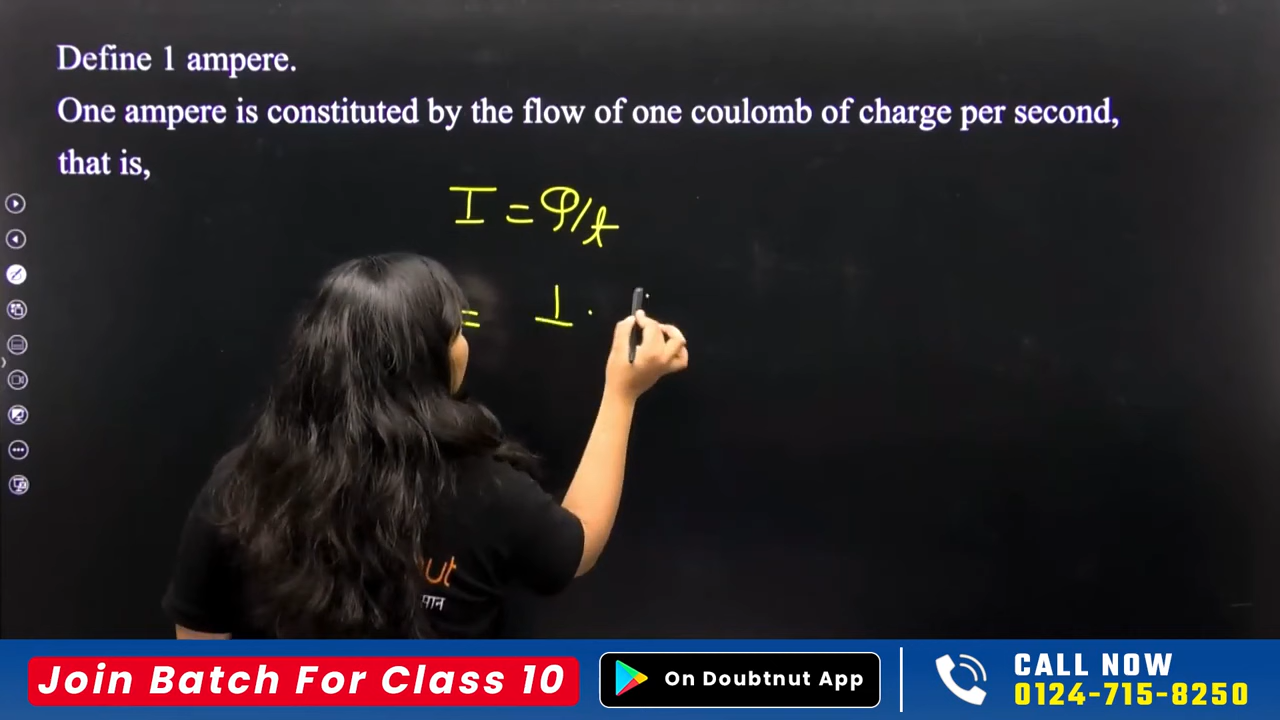 Define 1 ampere.
One ampere is constituted by the flow of one coulomb of charge per second,
that is,
I = Q/t
= 1
ut
मान
Join Batch For Class 10
On Doubtnut App
CALL NOW
0124-715-8250